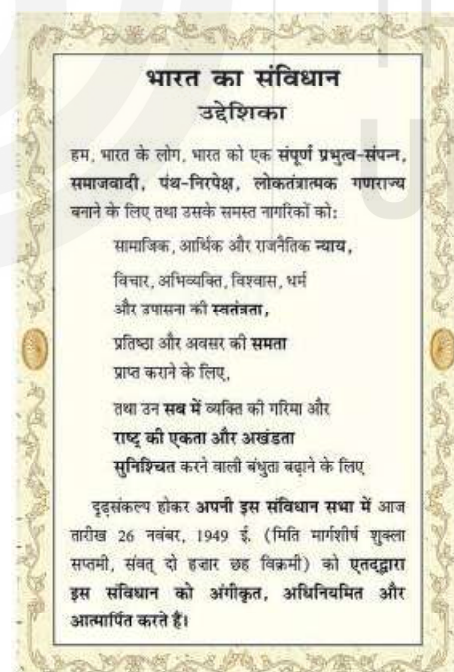 भारत का संविधान
उद्देशिका
हम, भारत के लोग, भारत को एक संपूर्ण प्रभुत्व-संपन्न,
समाजवादी, पंथ-निरपेक्ष, लोकतंत्रात्मक गणराज्य
बनाने के लिए तथा उसके समस्त नागरिकों को:
सामाजिक, आर्थिक और राजनैतिक न्याय,
विचार, अभिव्यक्ति, विश्वास, धर्म
और उपासना की स्वतंत्रता,
प्रतिष्ठा और अवसर की समता
प्राप्त कराने के लिए,
तथा उन सब में व्यक्ति की गरिमा और
राष्ट् की एकता और अखंडता
सुनिश्चित करने वाली बंधुता बढ़ाने के लिए
दृढ़संकल्प होकर अपनी इस संविधान सभा में आज
तारीख 26 नवंबर, 1949 ई. (मिति मार्गशीर्ष शुक्ला
सप्तमी, संवत् दो हजार छह विक्रमी) को एतद्द्वारा
इस संविधान को अंगीकृत, अधिनियमित और
आत्मार्पित करते हैं।